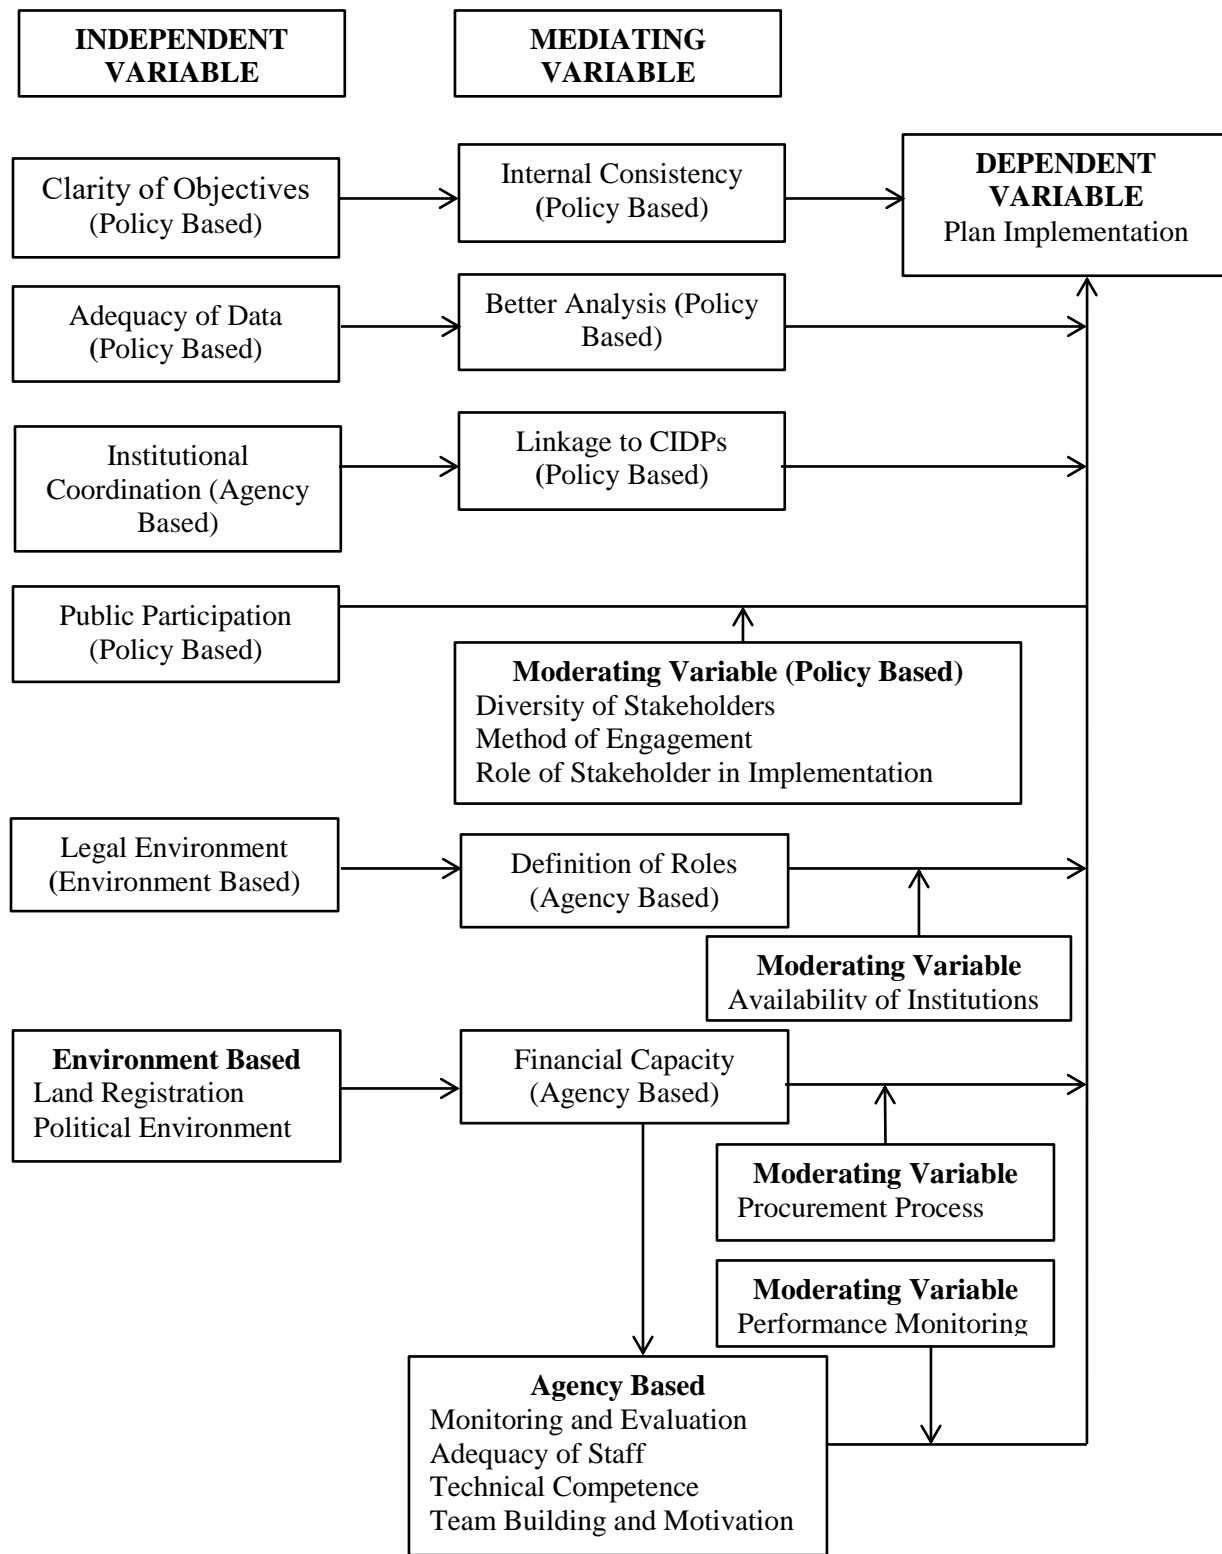 INDEPENDENT
VARIABLE
MEDIATING
VARIABLE
DEPENDENT
VARIABLE
Plan Implementation
Clarity of Objectives
(Policy Based)
Internal Consistency
(Policy Based)
Adequacy of Data
(Policy Based)
Better Analysis (Policy
Based)
Institutional
Coordination (Agency
Based)
Linkage to CIDPs
(Policy Based)
Public Participation
(Policy Based)
Moderating Variable (Policy Based)
Diversity of Stakeholders
Method of Engagement
Role of Stakeholder in Implementation
Legal Environment
(Environment Based)
Definition of Roles
(Agency Based)
Moderating Variable
Availability of Institutions
Environment Based
Land Registration
Political Environment
Financial Capacity
(Agency Based)
Moderating Variable
Procurement Process
Moderating Variable
Performance Monitoring
Agency Based
Monitoring and Evaluation
Adequacy of Staff
Technical Competence
Team Building and Motivation